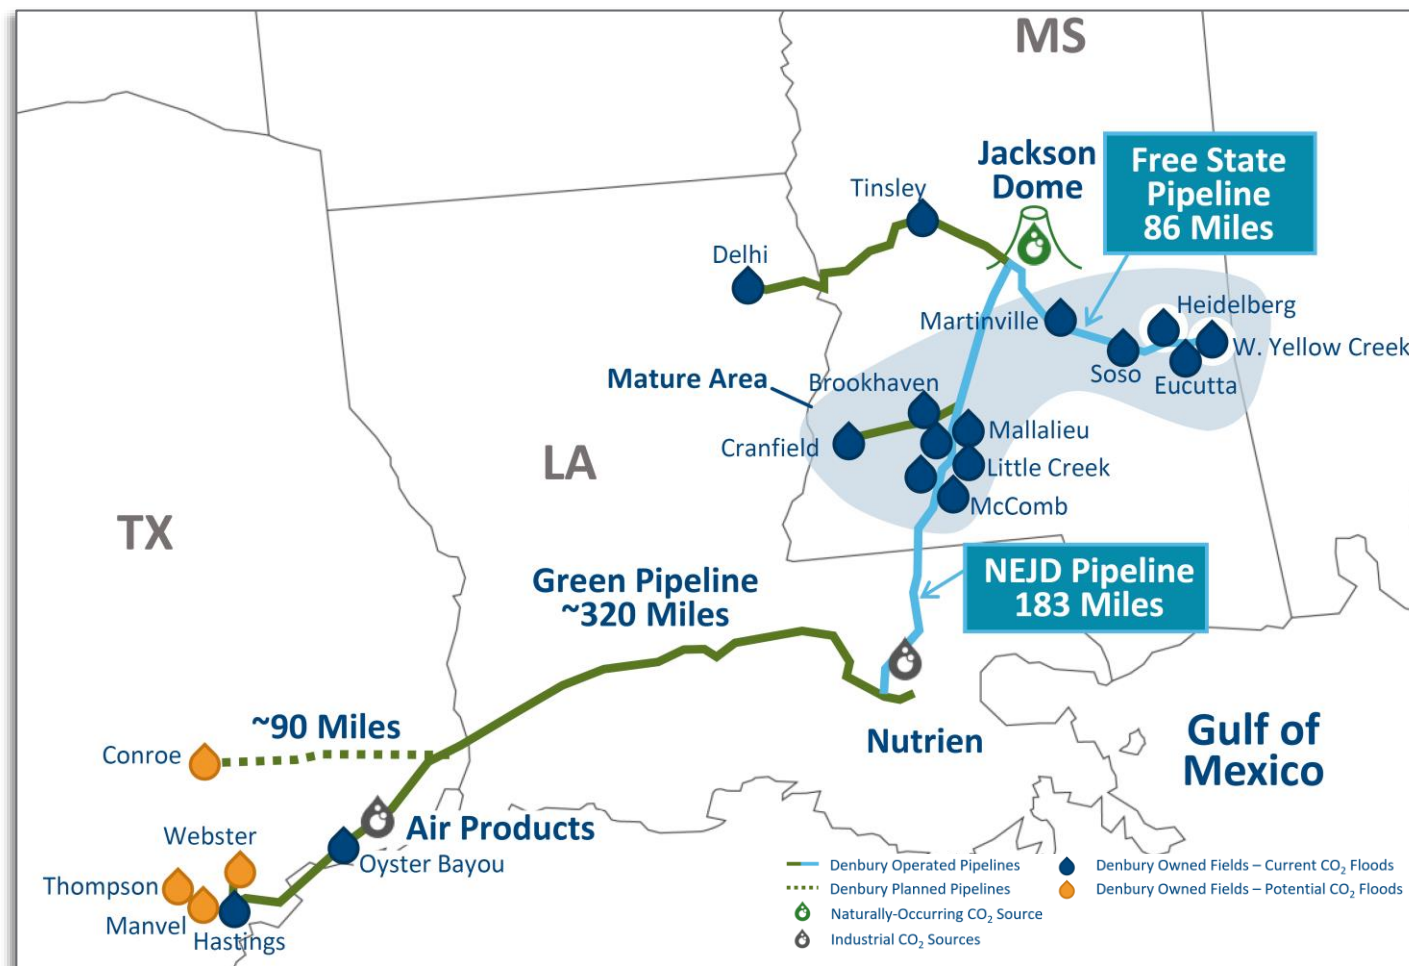 MS
Jackson
Dome
Free State
Pipeline
86 Miles
Tinsley
Delhi
Heidelberg
Martinville
W. Yellow Creek
Soso
Eucutta
Mature Area
Brookhaven
Cranfield
Mallalieu
Little Creek
McComb
LA
TX
Green Pipeline
~320 Miles
NEJD Pipeline
183 Miles
~90 Miles
Conroe
Nutrien
Gulf of
Mexico
Air Products
Webster
Oyster Bayou
Thompson
Manvel
Hastings
Denbury Operated Pipelines
Denbury Planned Pipelines
Naturally-Occurring CO₂ Source
Industrial CO₂ Sources
Denbury Owned Fields – Current CO₂ Floods
Denbury Owned Fields – Potential CO₂ Floods